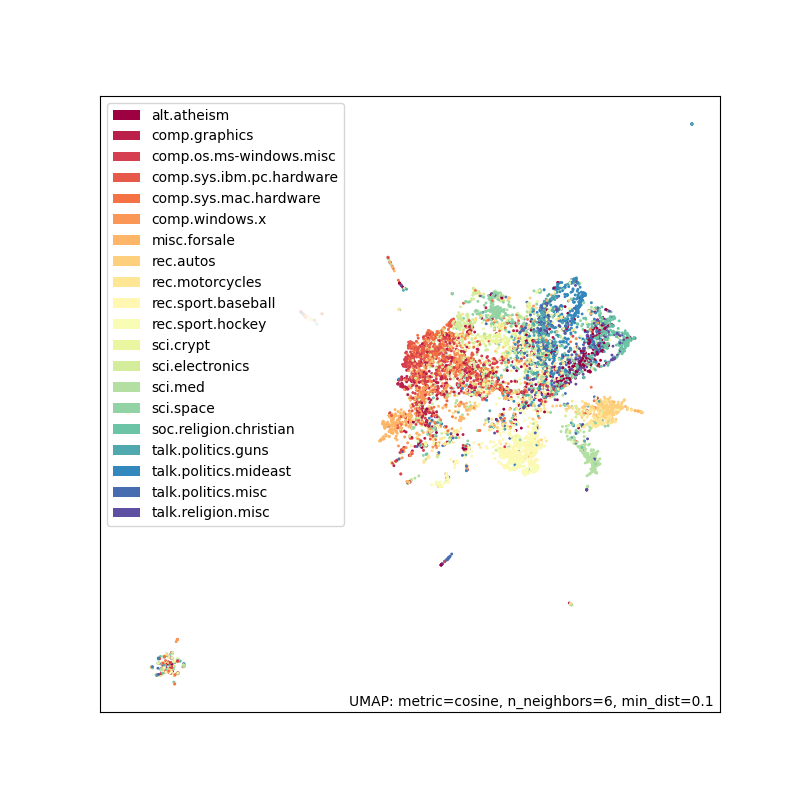 alt.atheism
comp.graphics
comp.os.ms-windows.misc
comp.sys.ibm.pc.hardware
comp.sys.mac.hardware
comp.windows.x
misc.forsale
rec.autos
rec.motorcycles
rec.sport.baseball
rec.sport.hockey
sci.crypt
sci.electronics
sci.med
sci.space
soc.religion.christian
talk.politics.guns
talk.politics.mideast
talk.politics.misc
talk.religion.misc
UMAP: metric=cosine, n_neighbors=6, min_dist=0.1